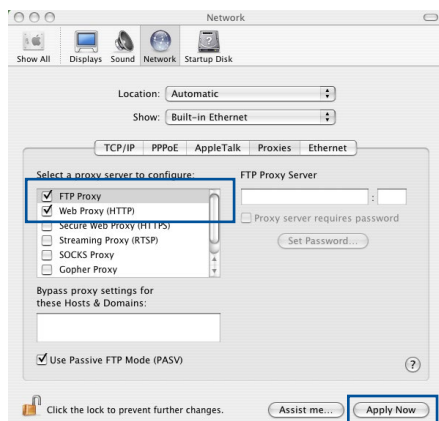 Network
Show All Displays Sound Network Startup Disk
Location: Automatic
Show: Built-in Ethernet
TCP/IP PPPoE AppleTalk Proxies Ethernet
Select a proxy server to configure: FTP Proxy Server
FTP Proxy :
Web Proxy (HTTP) Proxy server requires password
Secure Web Proxy (HTTPS)
Streaming Proxy (RTSP) Set Password...
SOCKS Proxy
Gopher Proxy
Bypass proxy settings for
these Hosts & Domains:
Use Passive FTP Mode (PASV) ?
Click the lock to prevent further changes. Assist me... Apply Now